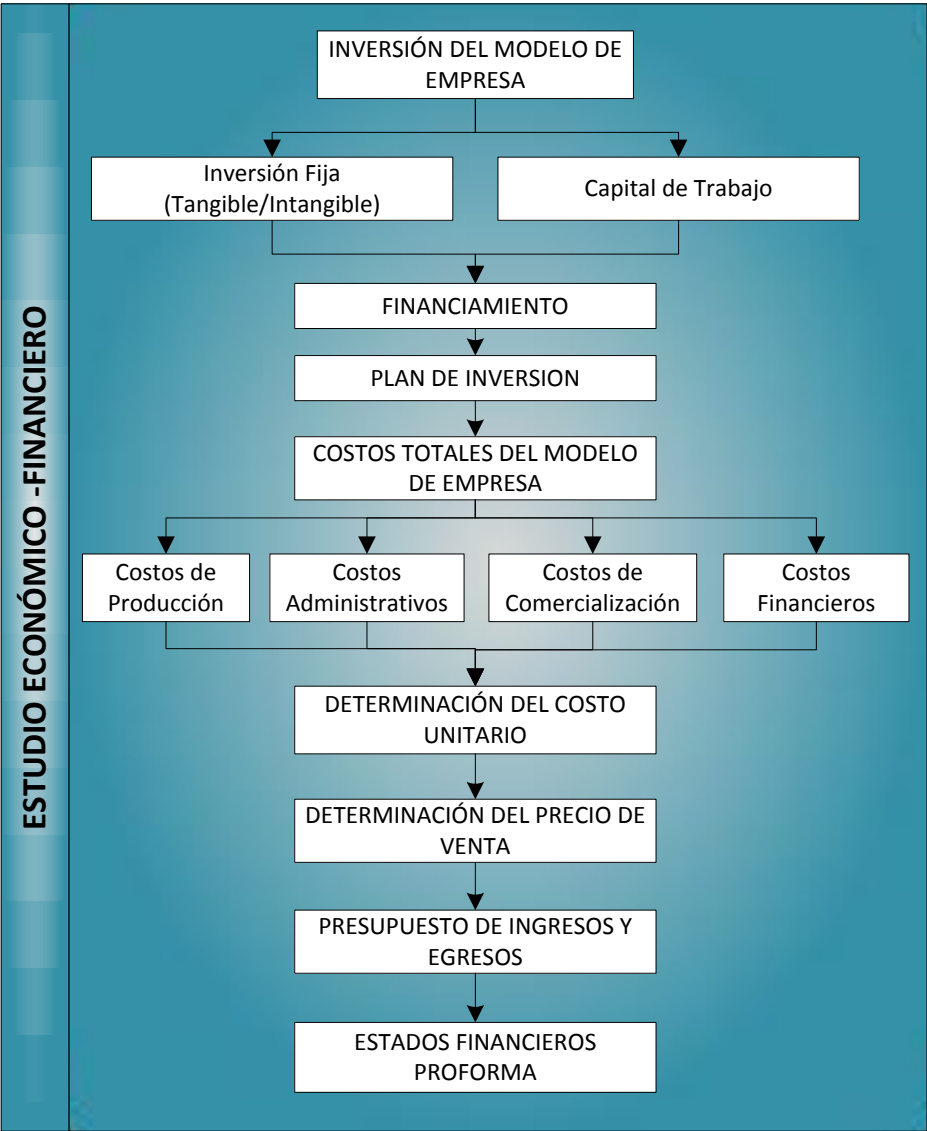 ESTUDIO ECONÓMICO -FINANCIERO
INVERSIÓN DEL MODELO DE
EMPRESA
Inversión Fija
(Tangible/Intangible)
Capital de Trabajo
FINANCIAMIENTO
PLAN DE INVERSION
COSTOS TOTALES DEL MODELO
DE EMPRESA
Costos de
Producción
Costos
Administrativos
Costos de
Comercialización
Costos
Financieros
DETERMINACIÓN DEL COSTO
UNITARIO
DETERMINACIÓN DEL PRECIO DE
VENTA
PRESUPUESTO DE INGRESOS Y
EGRESOS
ESTADOS FINANCIEROS
PROFORMA